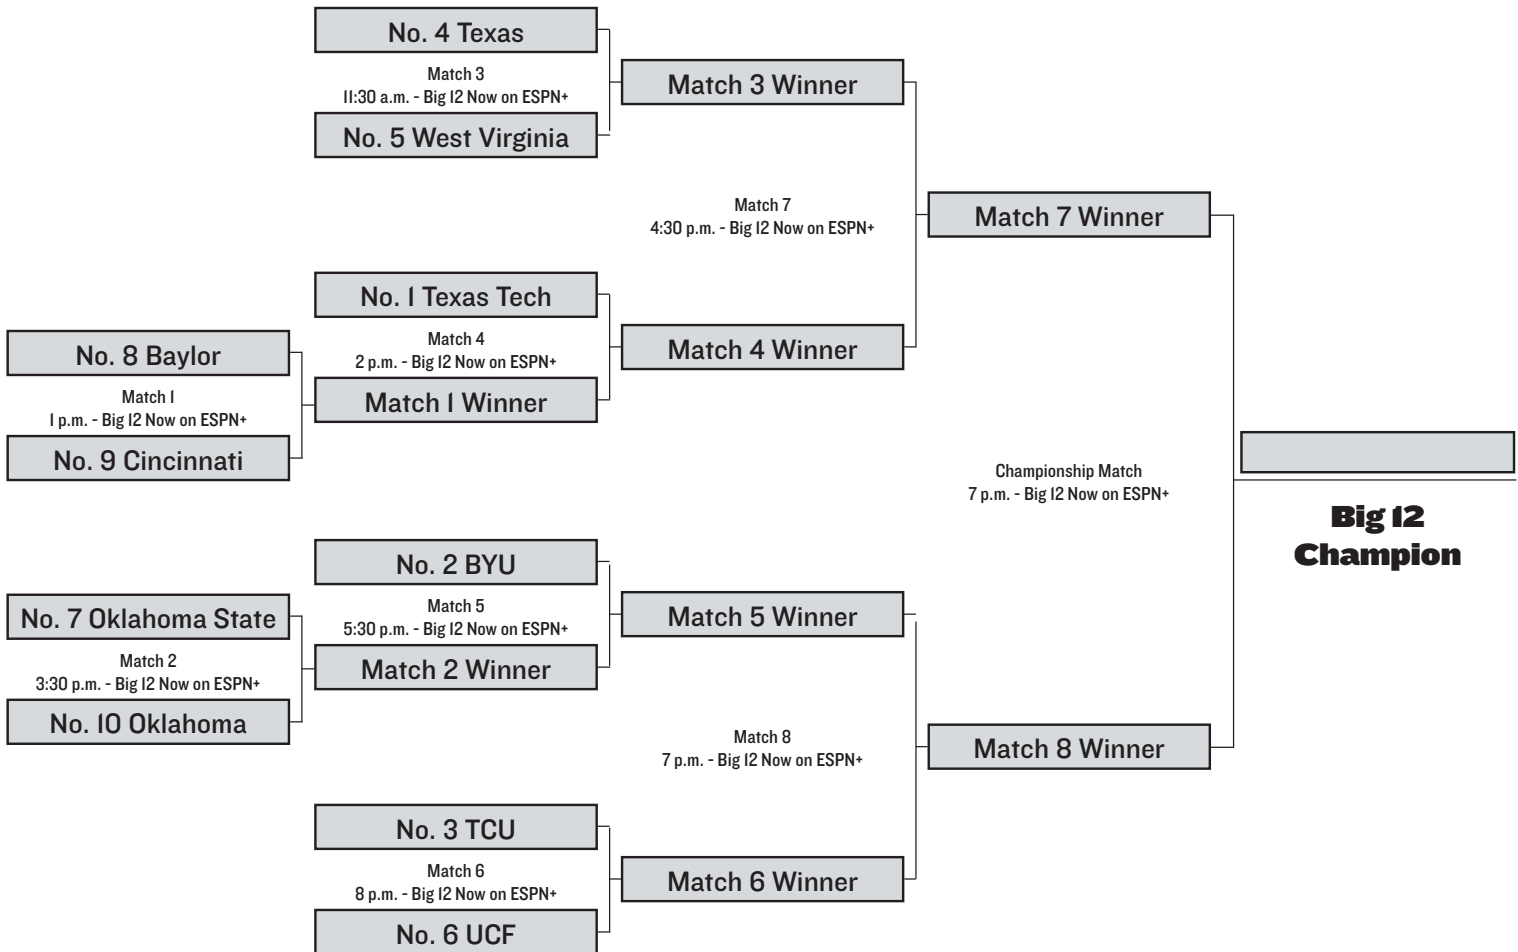 No. 4 Texas
Match 3
11:30 a.m. - Big 12 Now on ESPN+
No. 5 West Virginia
Match 3 Winner
Match 7
4:30 p.m. - Big 12 Now on ESPN+
Match 7 Winner
No. 1 Texas Tech
Match 4
2 p.m. - Big 12 Now on ESPN+
Match 1 Winner
Match 4 Winner
No. 8 Baylor
Match 1
1 p.m. - Big 12 Now on ESPN+
No. 9 Cincinnati
Championship Match
7 p.m. - Big 12 Now on ESPN+
Big 12
Champion
No. 2 BYU
Match 5
5:30 p.m. - Big 12 Now on ESPN+
Match 2 Winner
Match 5 Winner
No. 7 Oklahoma State
Match 2
3:30 p.m. - Big 12 Now on ESPN+
No. 10 Oklahoma
Match 8
7 p.m. - Big 12 Now on ESPN+
Match 8 Winner
No. 3 TCU
Match 6
8 p.m. - Big 12 Now on ESPN+
No. 6 UCF
Match 6 Winner